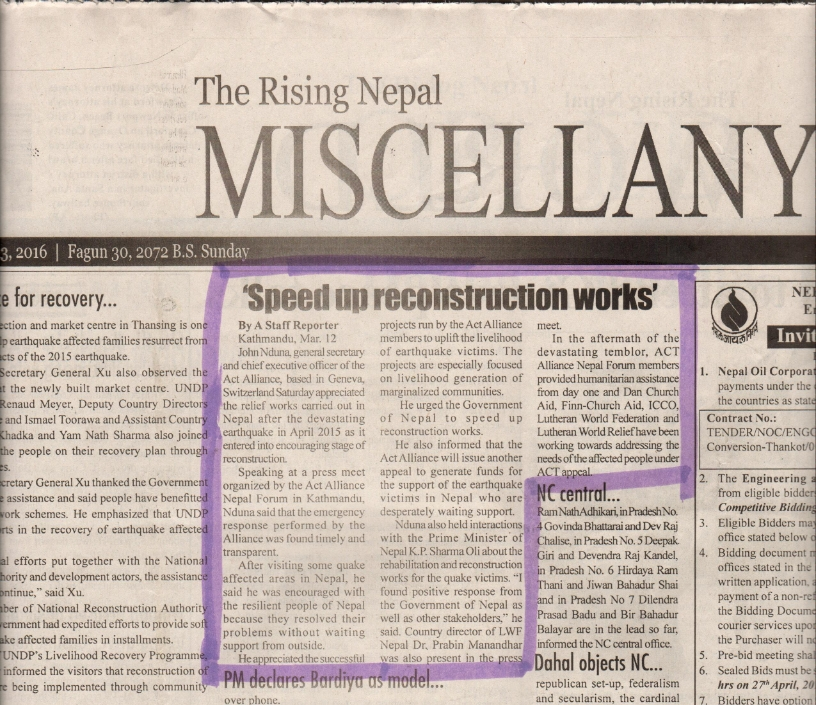 The Rising Nepal
MISCELLANY
3, 2016 | Fagun 30, 2072 B.S. Sunday
e for recovery...
ection and market centre in Thansing is one
p earthquake affected families resurrect from
cts of the 2015 earthquake.
Secretary General Xu also observed the
t the newly built market centre. UNDP
Renaud Meyer, Deputy Country Directors
e and Ismael Toorawa and Assistant Country
Khadka and Yam Nath Sharma also joined
the people on their recovery plan through
es.
ecretary General Xu thanked the Government
e assistance and said people have benefitted
work schemes. He emphasized that UNDP
rts in the recovery of earthquake affected
al efforts put together with the National
hority and development actors, the assistance
ontinue," said Xu.
ber of National Reconstruction Authority
vernment had expedited efforts to provide soft
ake affected families in installments.
UNDP's Livelihood Recovery Programme,
informed the visitors that reconstruction of
re being implemented through community
'Speed up reconstruction works'
By A Staff Reporter
Kathmandu, Mar. 12
John Nduna, general secretary
and chief executive officer of the
Act Alliance, based in Geneva,
Switzerland Saturday appreciated
the relief works carried out in
Nepal after the devastating
earthquake in April 2015 as it
entered into encouraging stage of
reconstruction.
Speaking at a press meet
organized by the Act Alliance
Nepal Forum in Kathmandu,
Nduna said that the emergency
response performed by the
Alliance was found timely and
transparent.
After visiting some quake
affected areas in Nepal, he
said he was encouraged with
the resilient people of Nepal
because they resolved their
problems without waiting
support from outside.
He appreciated the successful
projects run by the Act Alliance
members to uplift the livelihood
of earthquake victims. The
projects are especially focused
on livelihood generation of
marginalized communities.
He urged the Government
of Nepal to speed up
reconstruction works.
He also informed that the
Act Alliance will issue another
appeal to generate funds for
the support of earthquake
victims in Nepal who are
desperately waiting support.
Nduna also held interactions
with the Prime Minister of
Nepal K.P. Sharma Oli about the
rehabilitation and reconstruction
works for the quake victims. "I
found positive response from
the Government of Nepal as
well as other stakeholders," he
said. Country director of LWF
Nepal Dr. Prabin Manandhar
was also present in the press
meet.
In the aftermath of the
devastating temblor, ACT
Alliance Nepal Forum members
provided humanitarian assistance
from day one and Dan Church
Aid, Finn-Church Aid, ICCO,
Lutheran World Federation and
Lutheran World Relief have been
working towards addressing the
needs of the affected people under
ACT appeal.
NC central...
Ram Nath Adhikari, in Pradesh No.
4 Govinda Bhattarai and Dev Raj
Chalise, in Pradesh No. 5 Deepak
Giri and Devendra Raj Kandel,
in Pradesh No. 6 Hirdaya Ram
Thani and Jiwan Bahadur Shai
and in Pradesh No 7 Dilendra
Prasad Badu and Bir Bahadur
Balayar are in the lead so far,
informed the NC central office.
Dahal objects NC...
republican set-up, federalism
and secularism, the cardinal
PM declares Bardiya as model...
over phone.
NE
E
Invit
1. Nepal Oil Corporat
payments under the
the countries as state
Contract No.:
TENDER/NOC/ENGG
Conversion-Thankot/0
2. The Engineering a
from eligible bidder
Competitive Bidding
3. Eligible Bidders may
office stated below o
4. Bidding document m
offices stated in the
written application, a
payment of a non-ref
the Bidding Docume
courier services upon
the Purchaser will no
5. Pre-bid meeting shal
6. Sealed Bids must be s
hrs on 27th April, 20
7. Bidders have option